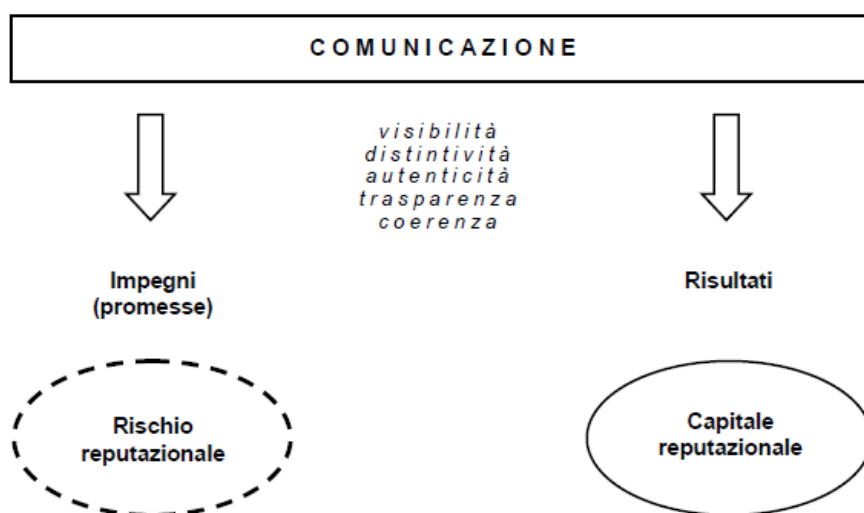 COMUNICAZIONE
visibilità
distintività
autenticità
trasparenza
coerenza
Impegni
(promesse)
Risultati
Rischio
reputazionale
Capitale
reputazionale